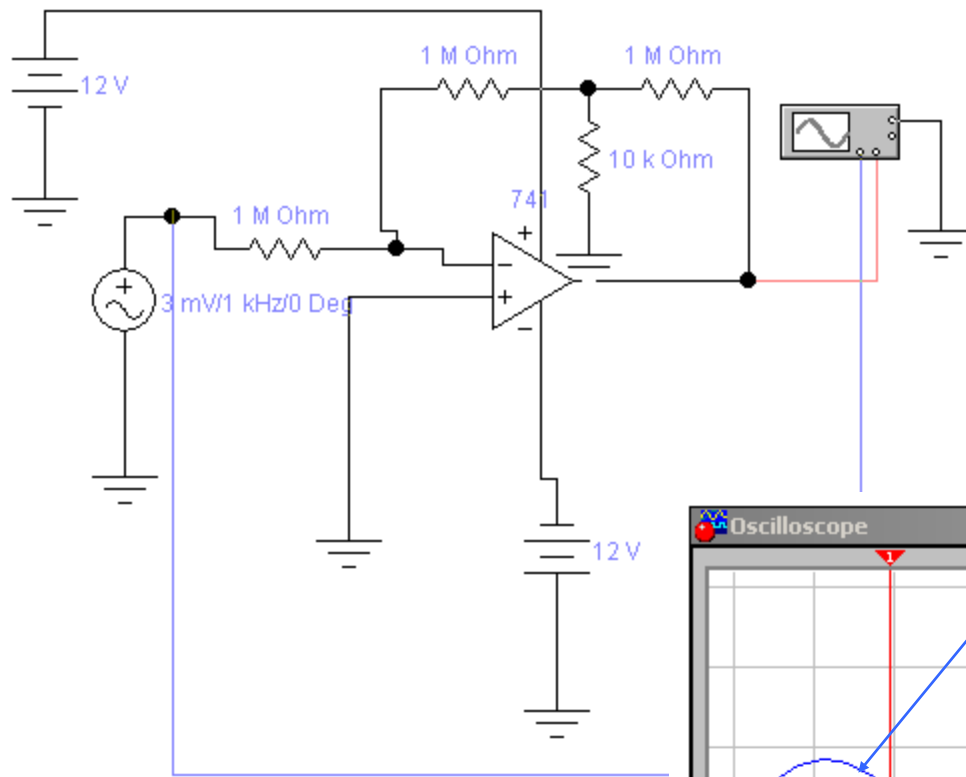 1 M Ohm
1 M Ohm
12 V
10 k Ohm
741
1 M Ohm
+
−
+
+
3 mV/1 kHz/0 Deg
−
12 V
Oscilloscope
1